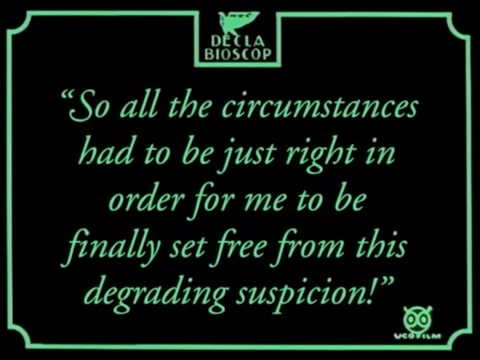 DECLA
BIOSCOP
“So all the circumstances
had to be just right in
order for me to be
finally set free from this
degrading suspicion!”
UCOFILM